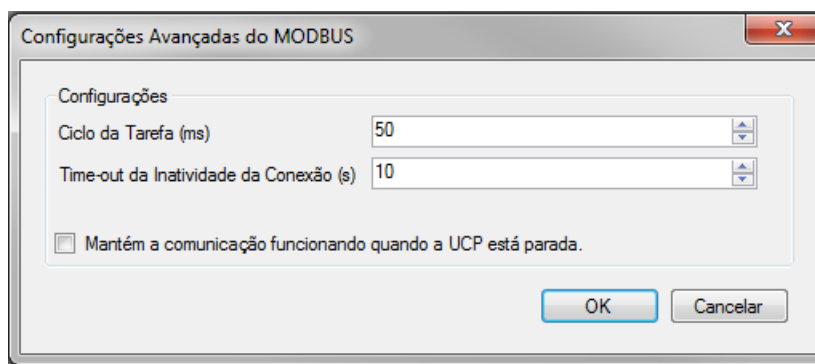 Configurações Avançadas do MODBUS
Configurações
Ciclo da Tarefa (ms) 50
Time-out da Inatividade da Conexão (s) 10
Mantém a comunicação funcionando quando a UCP está parada.
OK Cancelar